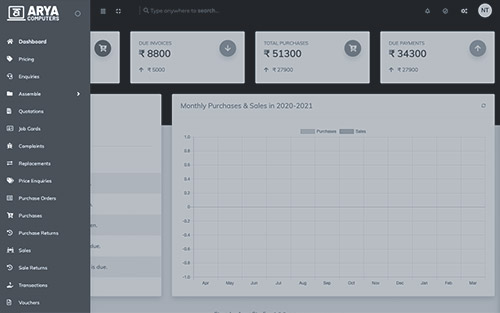 ARYA
COMPUTERS
Type anywhere to search..
NT
Dashboard
Pricing
Enquiries
Assemble
Quotations
Job Cards
Complaints
Replacements
Price Enquiries
Purchase Orders
Purchases
Purchase Returns
Sales
Sale Returns
Transactions
Vouchers
DUE INVOICES
₹ 8800
₹ 5000
TOTAL PURCHASES
₹ 51300
₹ 27900
DUE PAYMENTS
₹ 34300
₹ 27900
due.
is due.
Monthly Purchases & Sales in 2020-2021
Purchases Sales
1.0
0.8
0.6
0.4
0.2
0
-0.2
-0.4
-0.6
-0.8
-1.0
Apr May Jun Jul Aug Sep Oct Nov Dec Jan Feb Mar